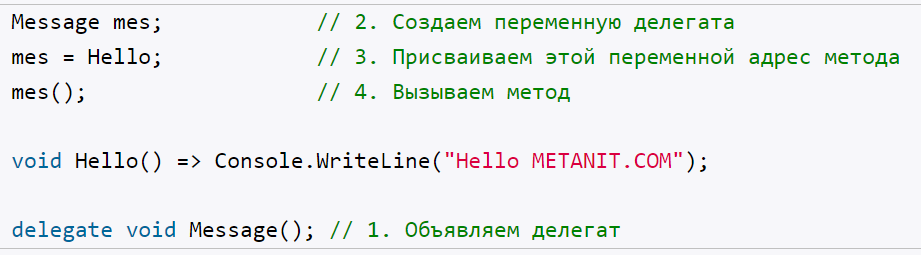 Message mes;            // 2. Создаем переменную делегата
mes = Hello;            // 3. Присваиваем этой переменной адрес метода
mes();                  // 4. Вызываем метод
void Hello() => Console.WriteLine("Hello METANIT.COM");
delegate void Message(); // 1. Объявляем делегат